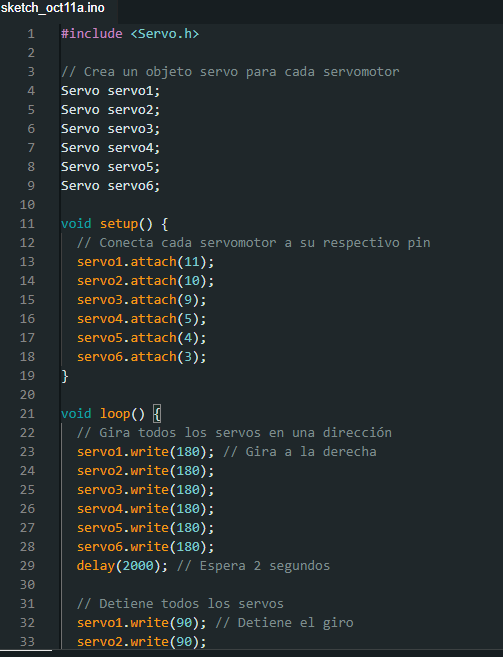 sketch_oct11a.ino
1 #include <Servo.h>
2
3 // Crea un objeto servo para cada servomotor
4 Servo servo1;
5 Servo servo2;
6 Servo servo3;
7 Servo servo4;
8 Servo servo5;
9 Servo servo6;
10
11 void setup() {
12   // Conecta cada servomotor a su respectivo pin
13   servo1.attach(11);
14   servo2.attach(10);
15   servo3.attach(9);
16   servo4.attach(5);
17   servo5.attach(4);
18   servo6.attach(3);
19 }
20
21 void loop() {
22   // Gira todos los servos en una dirección
23   servo1.write(180); // Gira a la derecha
24   servo2.write(180);
25   servo3.write(180);
26   servo4.write(180);
27   servo5.write(180);
28   servo6.write(180);
29   delay(2000); // Espera 2 segundos
30
31   // Detiene todos los servos
32   servo1.write(90); // Detiene el giro
33   servo2.write(90);